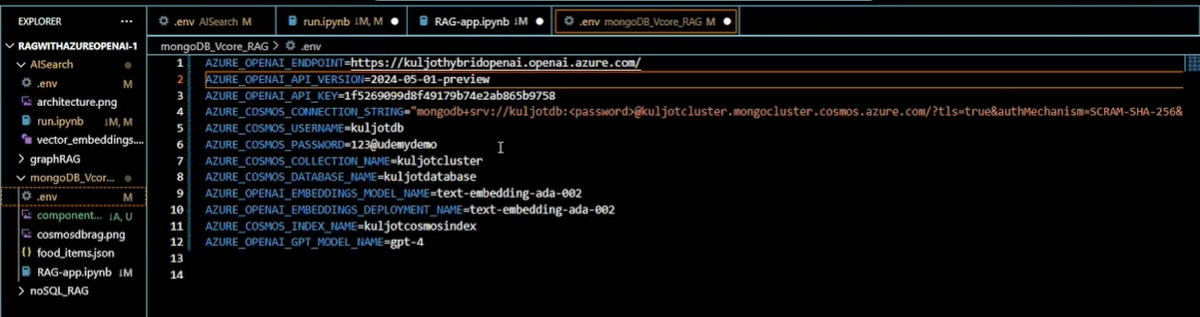 EXPLORER ...
.env AISearch M
run.ipynb M, M
RAG-app.ipynb M
.env mongoDB_Vcore_RAG M
RAGWITHAZUREOPENAI-1
mongoDB_Vcore_RAG > .env
AISearch
.env M
architecture.png
run.ipynb M
vector_embeddings....
graphRAG
mongoDB_Vcor...
.env M
component... A, U
cosmosdbrag.png
food_items.json
RAG-app.ipynb M
noSQL_RAG
1 AZURE_OPENAI_ENDPOINT=https://kuljothybridopenai.openai.azure.com/
2 AZURE_OPENAI_API_VERSION=2024-05-01-preview
3 AZURE_OPENAI_API_KEY=1f5269099d8f49179b74e2ab865b9758
4 AZURE_COSMOS_CONNECTION_STRING="mongodb+srv://kuljotdb:<password>@kuljotcluster.mongocluster.cosmos.azure.com/?tls=true&authMechanism=SCRAM-SHA-256&
5 AZURE_COSMOS_USERNAME=kuljotdb
6 AZURE_COSMOS_PASSWORD=123@udemydemo
7 AZURE_COSMOS_COLLECTION_NAME=kuljotcluster
8 AZURE_COSMOS_DATABASE_NAME=kuljotdatabase
9 AZURE_OPENAI_EMBEDDINGS_MODEL_NAME=text-embedding-ada-002
10 AZURE_OPENAI_EMBEDDINGS_DEPLOYMENT_NAME=text-embedding-ada-002
11 AZURE_COSMOS_INDEX_NAME=kuljotcosmosindex
12 AZURE_OPENAI_GPT_MODEL_NAME=gpt-4
13
14